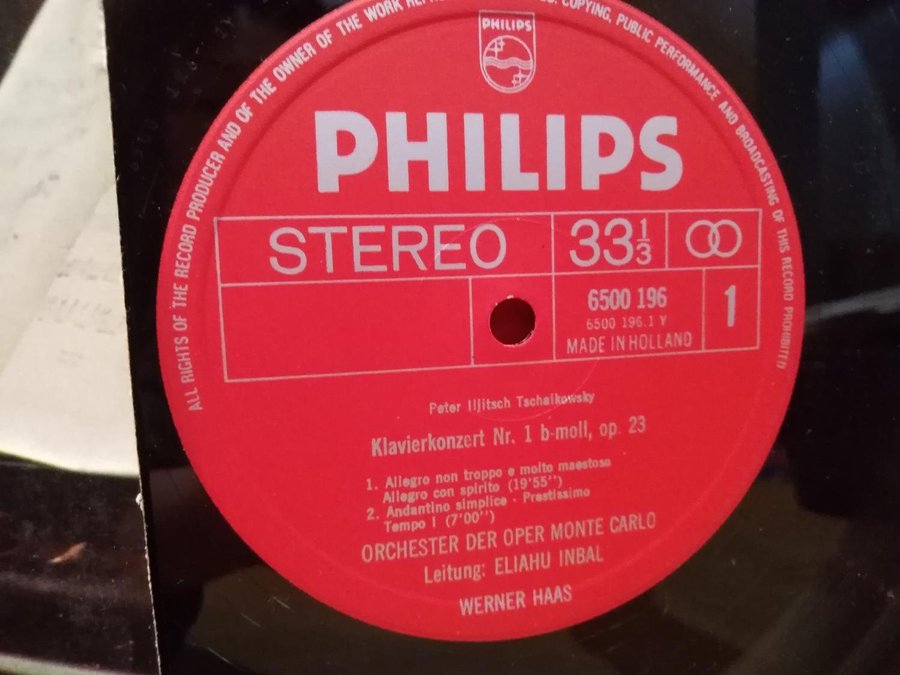 PHILIPS
PHILIPS
STEREO
33 1/3
6500 196
6500 196.1 Y
MADE IN HOLLAND
1
Peter Iljitsch Tschaikowsky
Klavierkonzert Nr. 1 b-moll, op. 23
1. Allegro non troppo e molto maestoso
Allegro con spirito (19'55")
2. Andantino simplice - Prestissimo
Tempo I (7'00")
ORCHESTER DER OPER MONTE CARLO
Leitung: ELIAHU INBAL
WERNER HAAS
ALL RIGHTS OF THE RECORD PRODUCER AND OF THE OWNER OF THE WORK COPYING, PUBLIC PERFORMANCE AND BROADCASTING OF THIS RECORD PROHIBITED